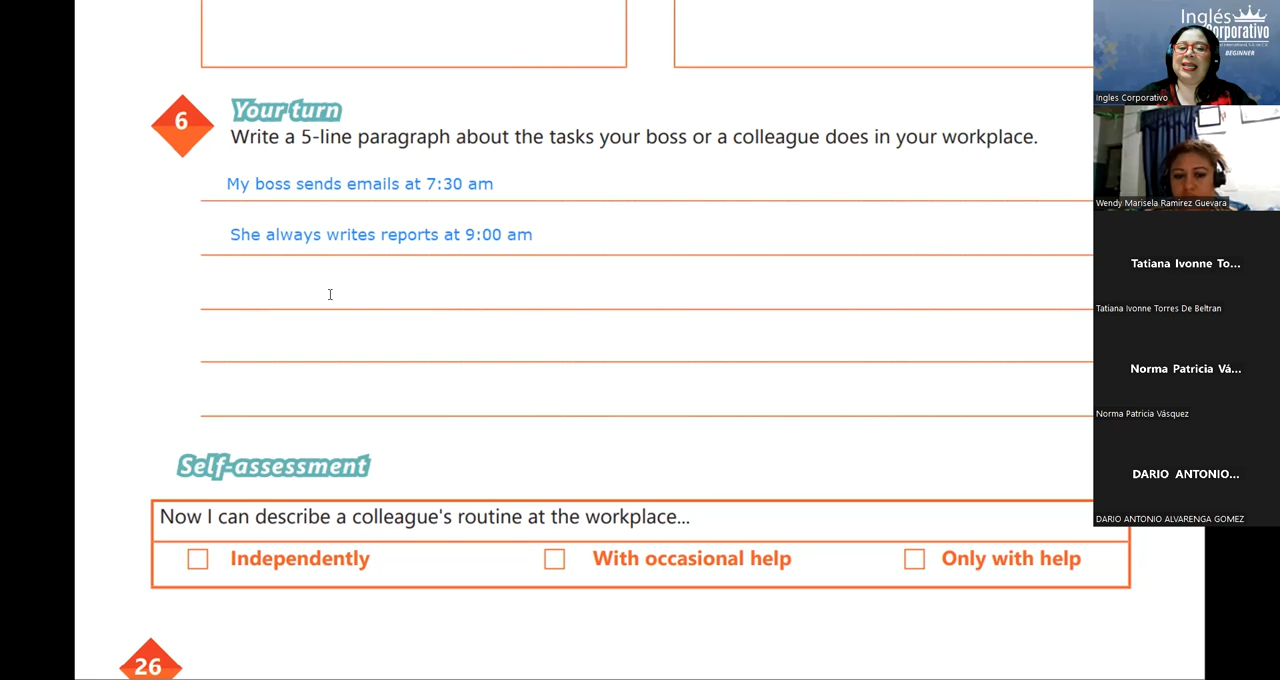 Inglés
Corporativo
BEGINNER
Ingles Corporativo
6
Your turn
Write a 5-line paragraph about the tasks your boss or a colleague does in your workplace.
My boss sends emails at 7:30 am
She always writes reports at 9:00 am
Wendy Marisela Ramirez Guevara
Tatiana Ivonne To...
Tatiana Ivonne Torres De Beltran
Norma Patricia Vá...
Norma Patricia Vásquez
DARIO ANTONIO...
DARIO ANTONIO ALVARENGA GOMEZ
Self-assessment
Now I can describe a colleague's routine at the workplace...
Independently
With occasional help
Only with help
26